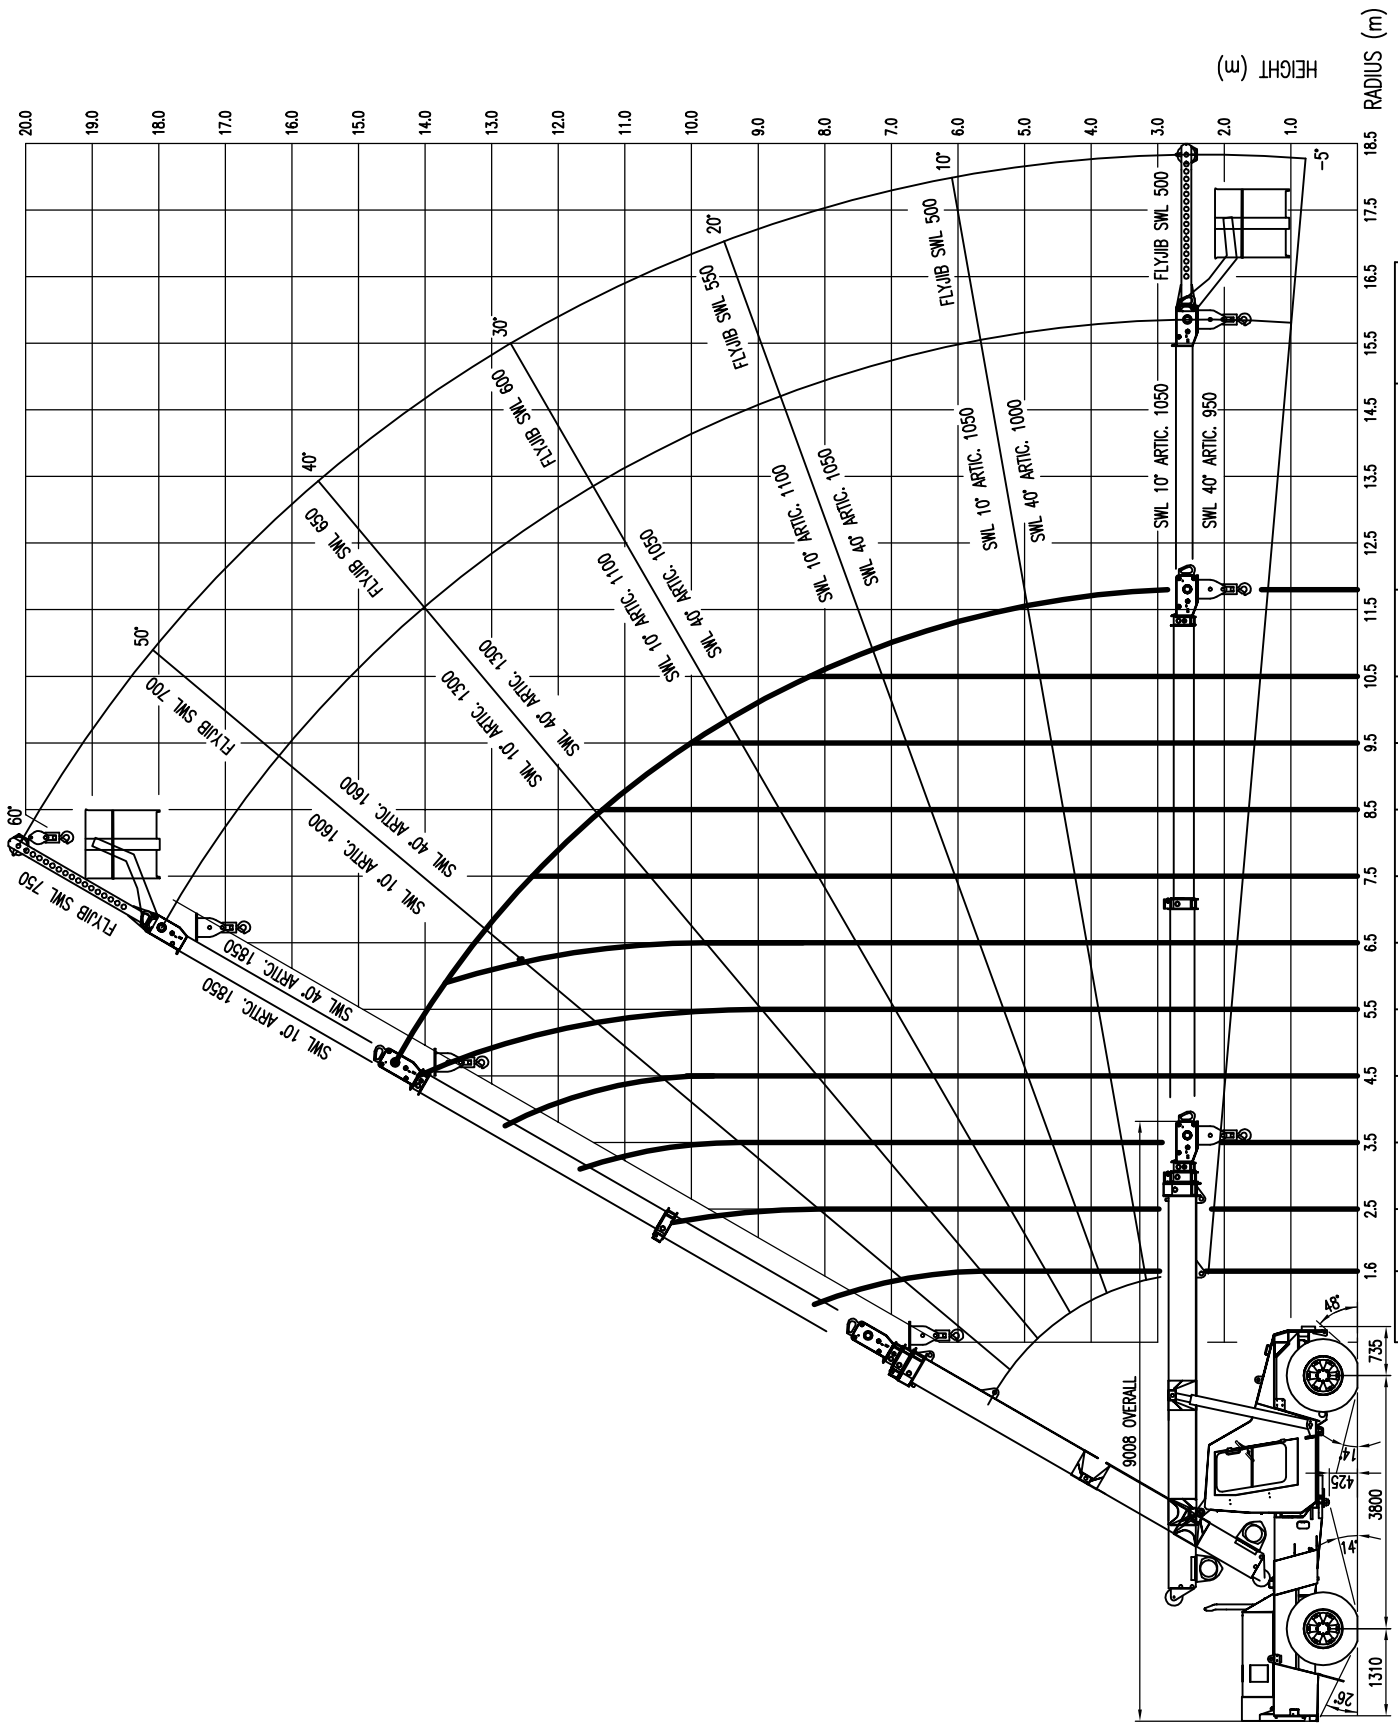 HEIGHT (m)
RADIUS (m)
20.0
19.0
18.0
17.0
16.0
15.0
14.0
13.0
12.0
11.0
10.0
9.0
8.0
7.0
6.0
5.0
4.0
3.0
2.0
1.0
18.5
17.5
16.5
15.5
14.5
13.5
12.5
11.5
10.5
9.5
8.5
7.5
6.5
5.5
4.5
3.5
2.5
1.6
60°
FLYJIB SWL 750
SWL 10° ARTIC. 1850
SWL 40° ARTIC. 1850
50°
FLYJIB SWL 700
SWL 10° ARTIC. 1600
SWL 40° ARTIC. 1600
40°
FLYJIB SWL 650
SWL 10° ARTIC. 1300
SWL 40° ARTIC. 1300
30°
FLYJIB SWL 600
SWL 10° ARTIC. 1100
SWL 40° ARTIC. 1050
20°
FLYJIB SWL 550
SWL 10° ARTIC. 1100
SWL 40° ARTIC. 1050
10°
FLYJIB SWL 500
SWL 10° ARTIC. 1050
SWL 40° ARTIC. 1000
FLYJIB SWL 500
SWL 10° ARTIC. 1050
SWL 40° ARTIC. 950
-5°
9008 OVERALL
26°
14°
14°
48°
425
1310
3800
735